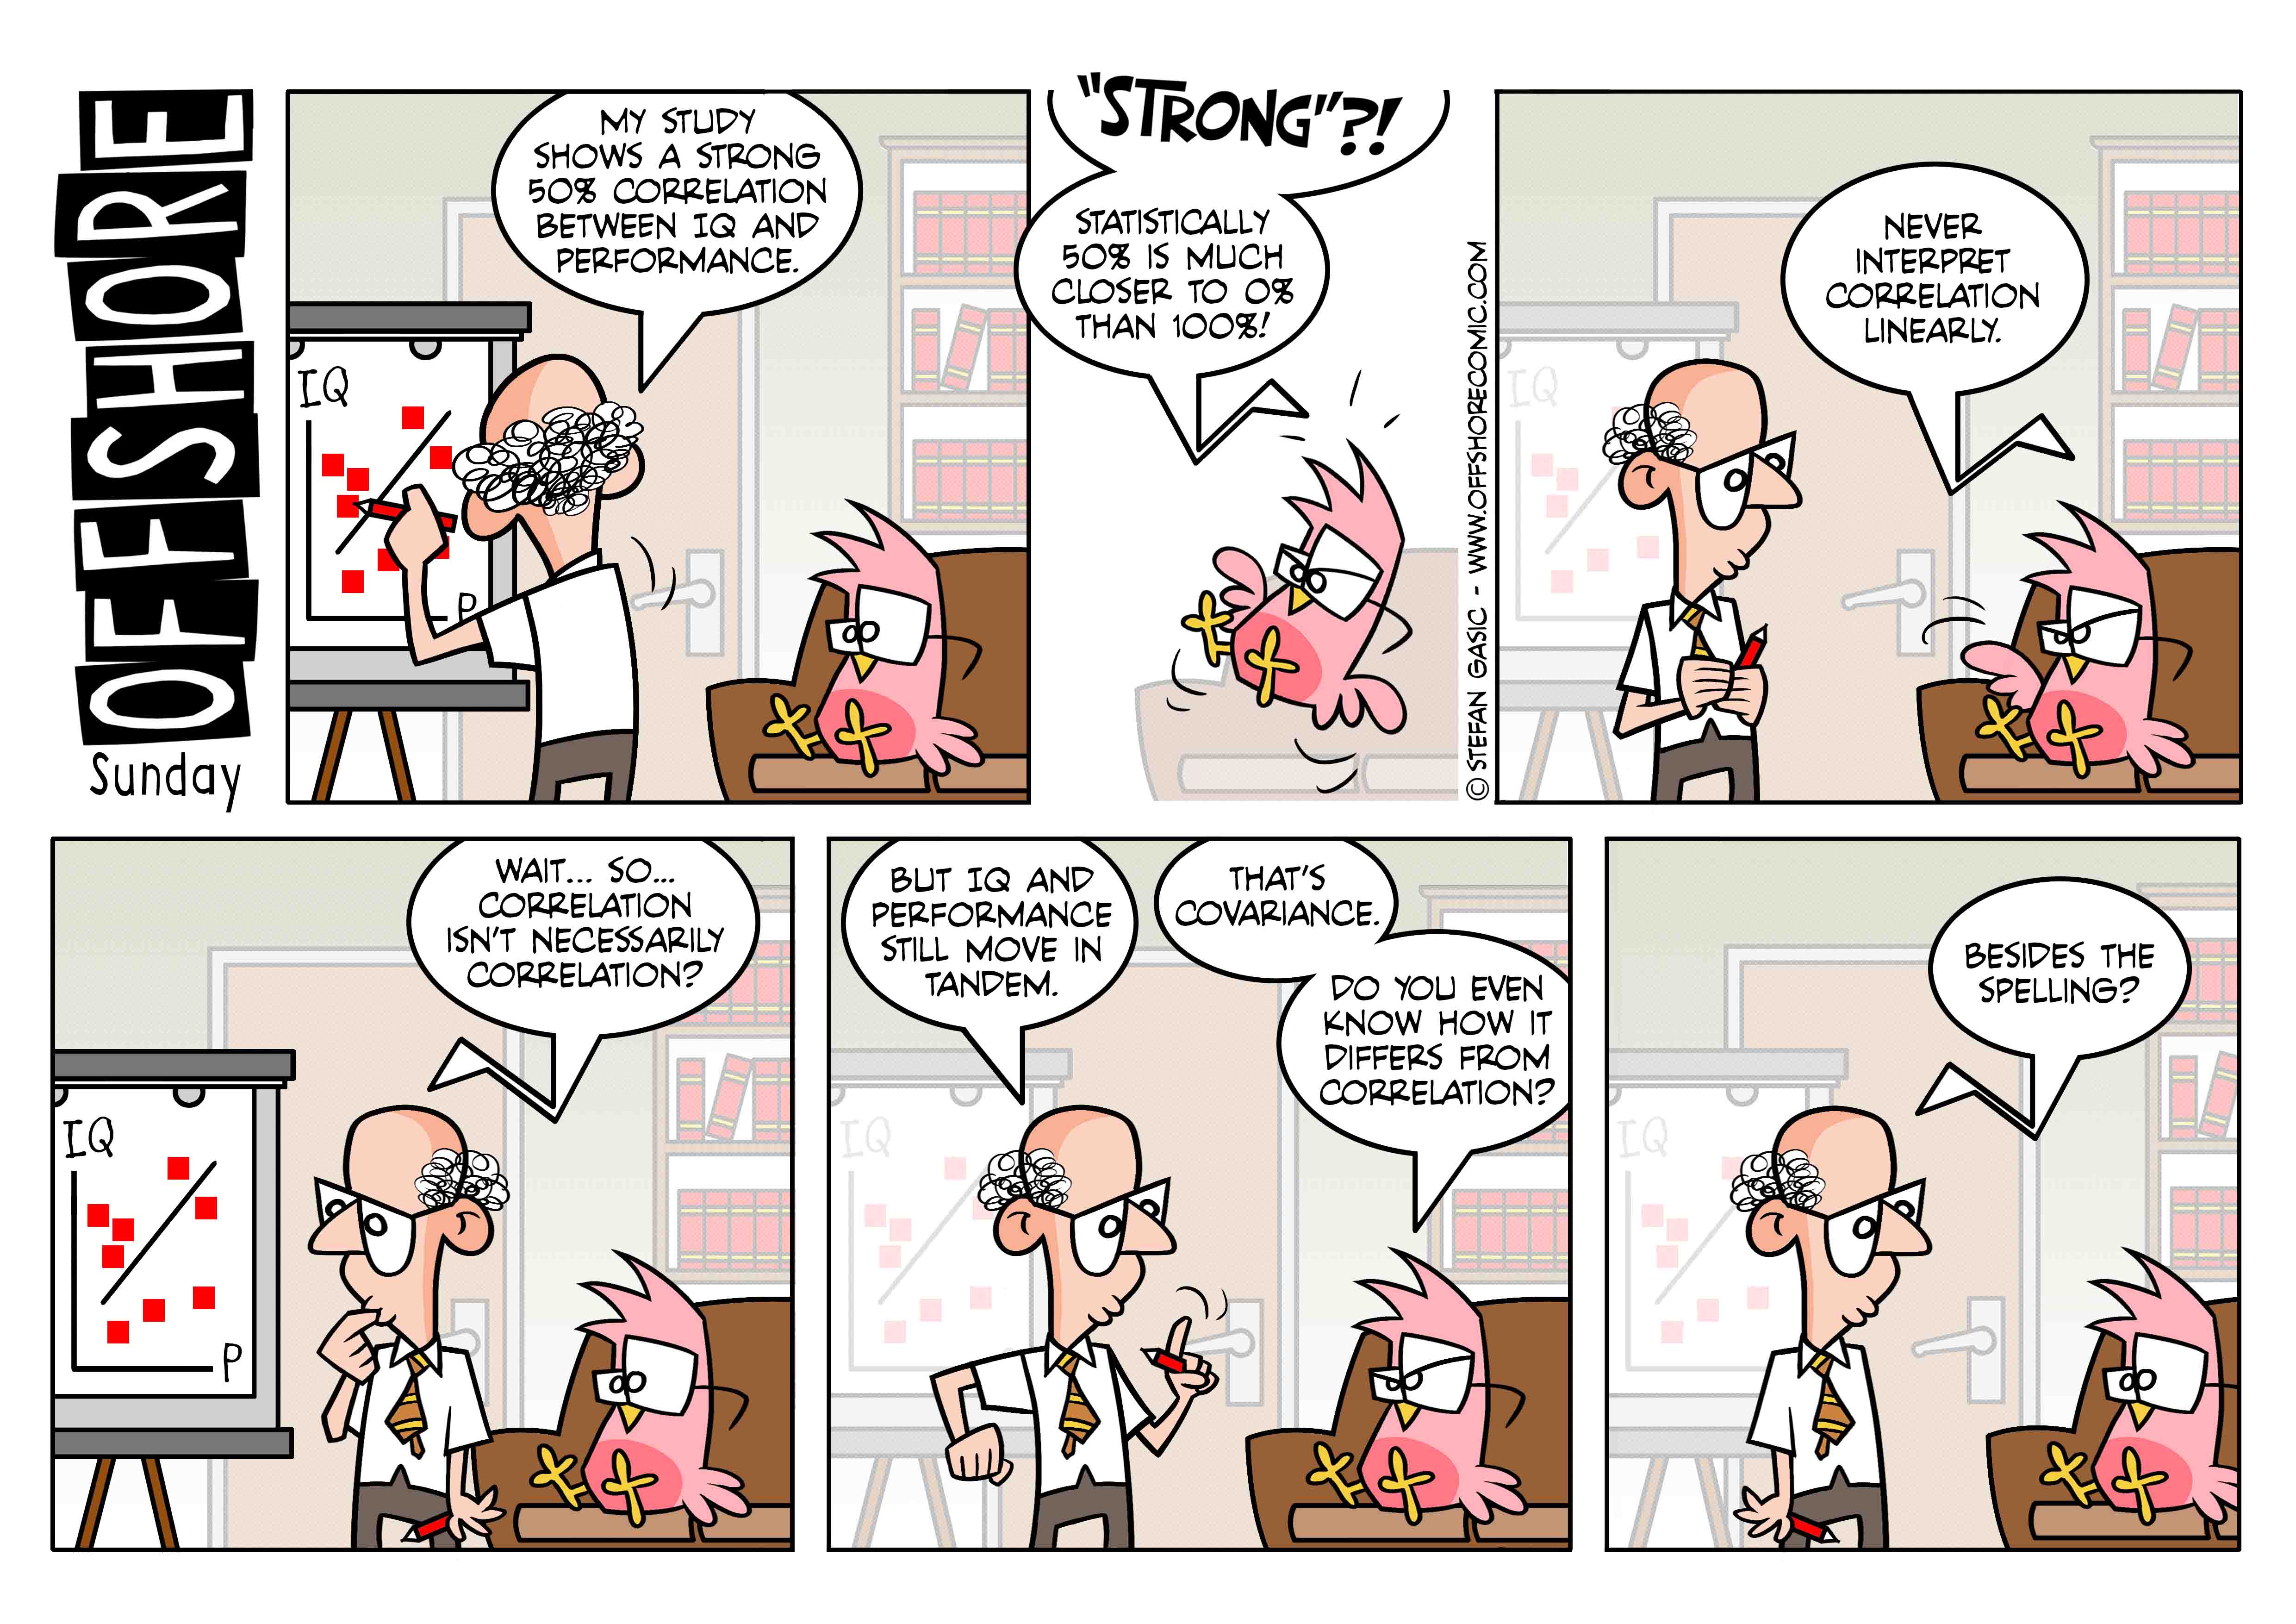 OFFSHORE
Sunday
MY STUDY
SHOWS A STRONG
50% CORRELATION
BETWEEN IQ AND
PERFORMANCE.
IQ
P
"STRONG"?!
STATISTICALLY
50% IS MUCH
CLOSER TO 0%
THAN 100%!
© STEFAN GASIC - WWW.OFFSHORECOMIC.COM
NEVER
INTERPRET
CORRELATION
LINEARLY.
IQ
WAIT... SO...
CORRELATION
ISN'T NECESSARILY
CORRELATION?
IQ
P
BUT IQ AND
PERFORMANCE
STILL MOVE IN
TANDEM.
THAT'S
COVARIANCE.
DO YOU EVEN
KNOW HOW IT
DIFFERS FROM
CORRELATION?
IQ
BESIDES THE
SPELLING?
IQ